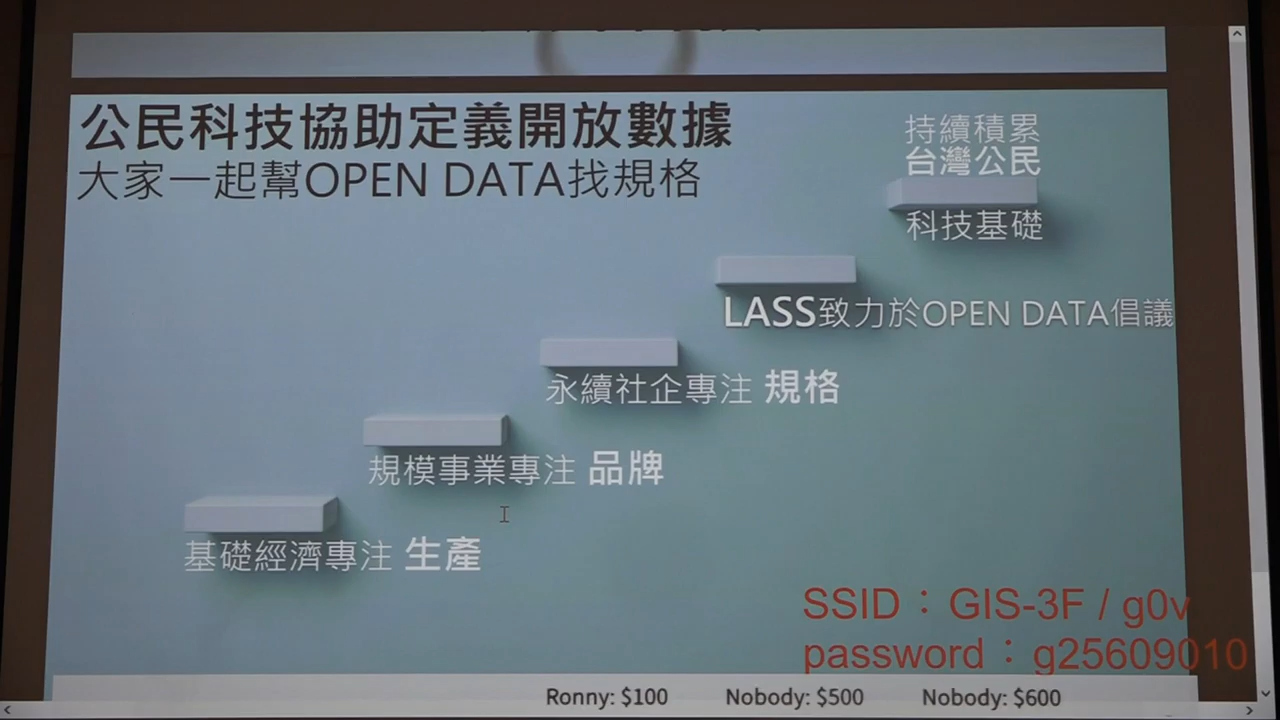 公民科技協助定義開放數據
大家一起幫OPEN DATA找規格
持續積累
台灣公民
科技基礎
LASS致力於OPEN DATA倡議
永續社企專注 規格
規模事業專注 品牌
基礎經濟專注 生產
SSID：GIS-3F / g0v
password：g25609010
Ronny: $100 Nobody: $500 Nobody: $600